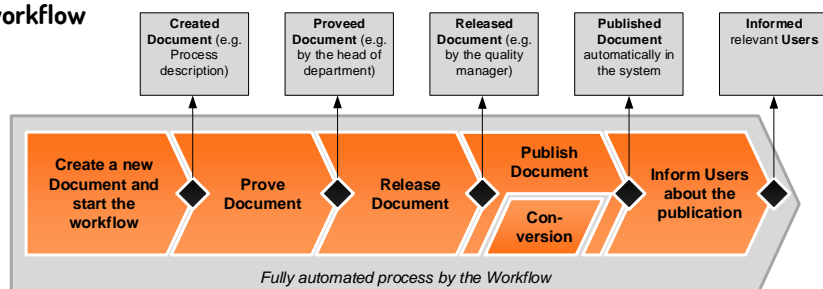 workflow
Created
Document (e.g.
Process
description)
Proveed
Document (e.g.
by the head of
department)
Released
Document (e.g.
by the quality
manager)
Published
Document
automatically in
the system
Informed
relevant Users
Create a new
Document and
start the
workflow
Prove
Document
Release
Document
Publish
Document
Con-
version
Inform Users
about the
publication
Fully automated process by the Workflow